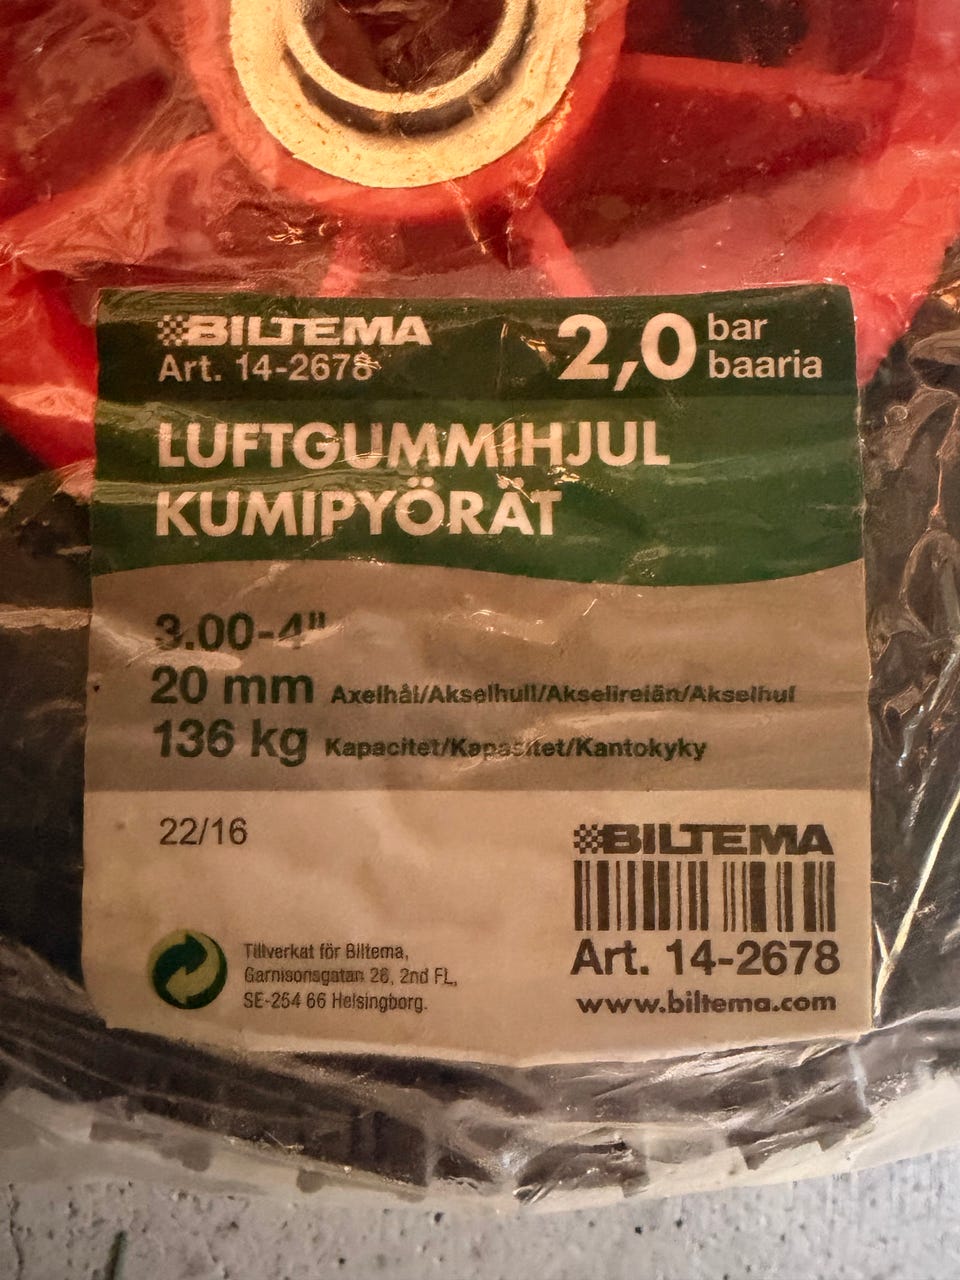 BILTEMA
Art. 14-2678
2,0 bar
baaria
LUFTGUMMIHJUL
KUMIPYÖRÄT
3.00-4"
20 mm Axelhål/Akselhull/Akselireiän/Akselhul
136 kg Kapacitet/Kapasitet/Kantokyky
22/16
BILTEMA
Art. 14-2678
www.biltema.com
Tillverkat för Biltema,
Garnisonsgatan 26, 2nd FL,
SE-254 66 Helsingborg.